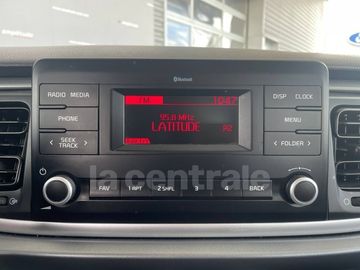 Bluetooth
RADIO MEDIA
FM 10:47
DISP CLOCK
PHONE
95.8 MHz
MENU
LATITUDE P2
SEEK
TRACK
FOLDER
la centrale
FAV 1 RPT 2 SHFL 3 4 BACK